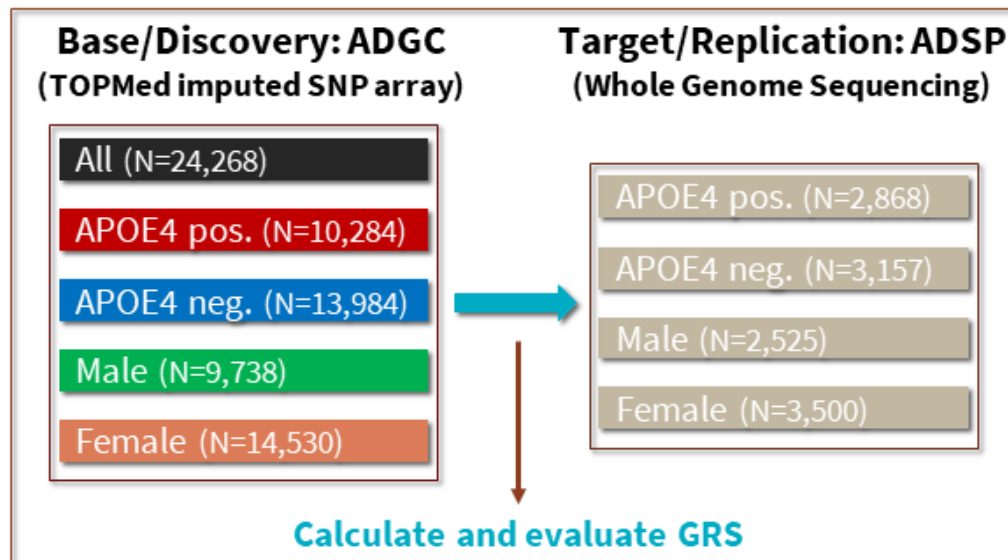 Base/Discovery: ADGC
(TOPMed imputed SNP array)
All (N=24,268)
APOE4 pos. (N=10,284)
APOE4 neg. (N=13,984)
Male (N=9,738)
Female (N=14,530)
Target/Replication: ADSP
(Whole Genome Sequencing)
APOE4 pos. (N=2,868)
APOE4 neg. (N=3,157)
Male (N=2,525)
Female (N=3,500)
Calculate and evaluate GRS